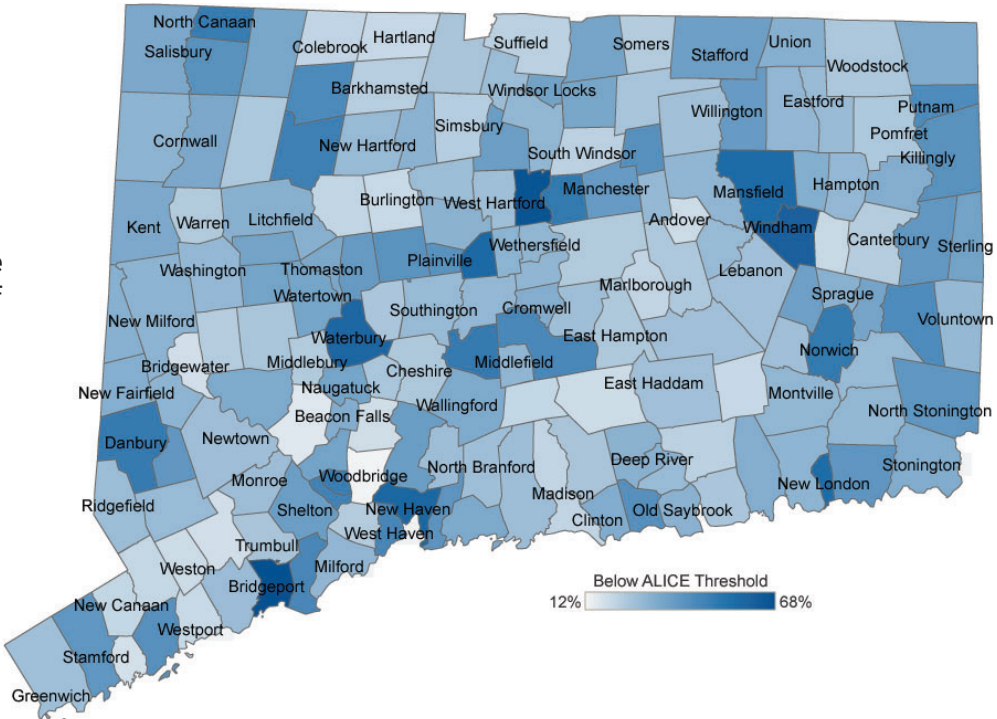 North Canaan
Hartland
Colebrook
Suffield
Somers
Union
Salisbury
Stafford
Woodstock
Barkhamsted
Windsor Locks
Eastford
Putnam
Willington
Simsbury
Pomfret
Cornwall
New Hartford
South Windsor
Killingly
Manchester
Mansfield
Hampton
Burlington
West Hartford
Andover
Kent
Warren
Litchfield
Windham
Canterbury
Sterling
Wethersfield
Plainville
Washington
Thomaston
Lebanon
Marlborough
Watertown
Sprague
Southington
Cromwell
New Milford
Voluntown
Waterbury
East Hampton
Norwich
Middlebury
Middlefield
Bridgewater
Cheshire
Naugatuck
East Haddam
New Fairfield
Montville
Wallingford
Beacon Falls
North Stonington
Danbury
Newtown
Deep River
Woodbridge
North Branford
Stonington
Monroe
New London
Madison
Ridgefield
Shelton
New Haven
Old Saybrook
Clinton
West Haven
Trumbull
Milford
Weston
Below ALICE Threshold
Bridgeport
12%
68%
New Canaan
Westport
Stamford
Greenwich